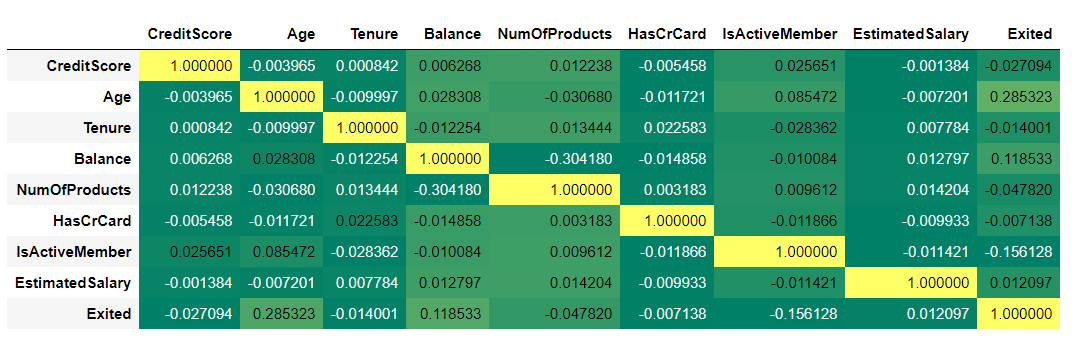 CreditScore Age Tenure Balance NumOfProducts HasCrCard IsActiveMember EstimatedSalary Exited
CreditScore 1.000000 -0.003965 0.000842 0.006268 0.012238 -0.005458 0.025651 -0.001384 -0.027094
Age -0.003965 1.000000 -0.009997 0.028308 -0.030680 -0.011721 0.085472 -0.007201 0.285323
Tenure 0.000842 -0.009997 1.000000 -0.012254 0.013444 0.022583 -0.028362 0.007784 -0.014001
Balance 0.006268 0.028308 -0.012254 1.000000 -0.304180 -0.014858 -0.010084 0.012797 0.118533
NumOfProducts 0.012238 -0.030680 0.013444 -0.304180 1.000000 0.003183 0.009612 0.014204 -0.047820
HasCrCard -0.005458 -0.011721 0.022583 -0.014858 0.003183 1.000000 -0.011866 -0.009933 -0.007138
IsActiveMember 0.025651 0.085472 -0.028362 -0.010084 0.009612 -0.011866 1.000000 -0.011421 -0.156128
EstimatedSalary -0.001384 -0.007201 0.007784 0.012797 0.014204 -0.009933 -0.011421 1.000000 0.012097
Exited -0.027094 0.285323 -0.014001 0.118533 -0.047820 -0.007138 -0.156128 0.012097 1.000000